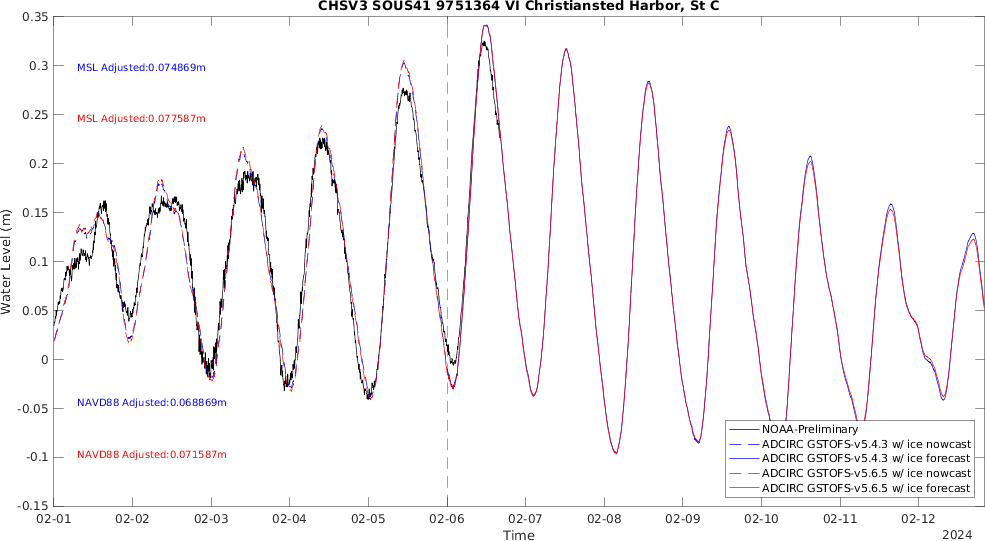 CHSV3 SOUS41 9751364 VI Christiansted Harbor, St C
0.35
0.3
0.25
0.2
0.15
0.1
0.05
0
-0.05
-0.1
-0.15
Water Level (m)
MSL Adjusted:0.074869m
MSL Adjusted:0.077587m
NAVD88 Adjusted:0.068869m
NAVD88 Adjusted:0.071587m
NOAA-Preliminary
ADCIRC GSTOFS-v5.4.3 w/ ice nowcast
ADCIRC GSTOFS-v5.4.3 w/ ice forecast
ADCIRC GSTOFS-v5.6.5 w/ ice nowcast
ADCIRC GSTOFS-v5.6.5 w/ ice forecast
02-01 02-02 02-03 02-04 02-05 02-06 02-07 02-08 02-09 02-10 02-11 02-12
Time
2024